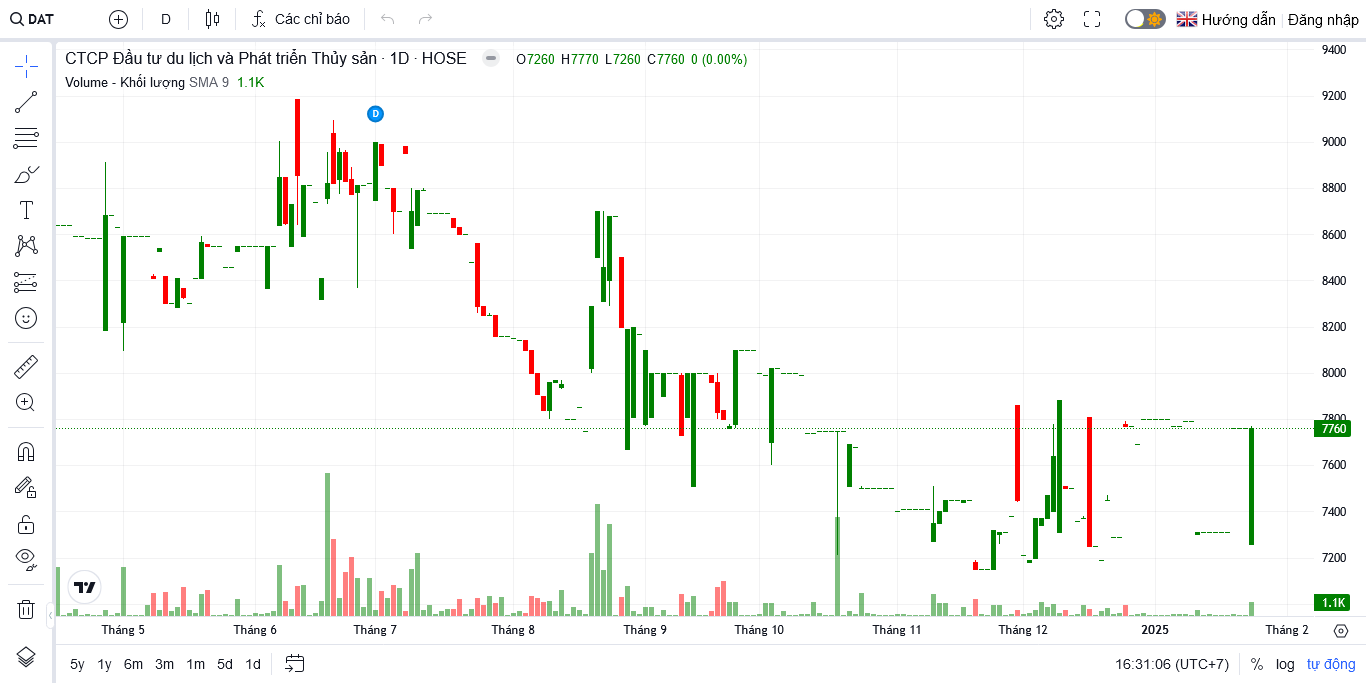 DAT D Các chỉ báo Hướng dẫn Đăng nhập
CTCP Đầu tư du lịch và Phát triển Thủy sản · 1D · HOSE O7260 H7770 L7260 C7760 0 (0.00%)
Volume - Khối lượng SMA 9 1.1K
D
9400
9200
9000
8800
8600
8400
8200
8000
7800
7760
7600
7400
7200
1.1K
Tháng 5 Tháng 6 Tháng 7 Tháng 8 Tháng 9 Tháng 10 Tháng 11 Tháng 12 2025 Tháng 2
5y 1y 6m 3m 1m 5d 1d 16:31:06 (UTC+7) % log tự động